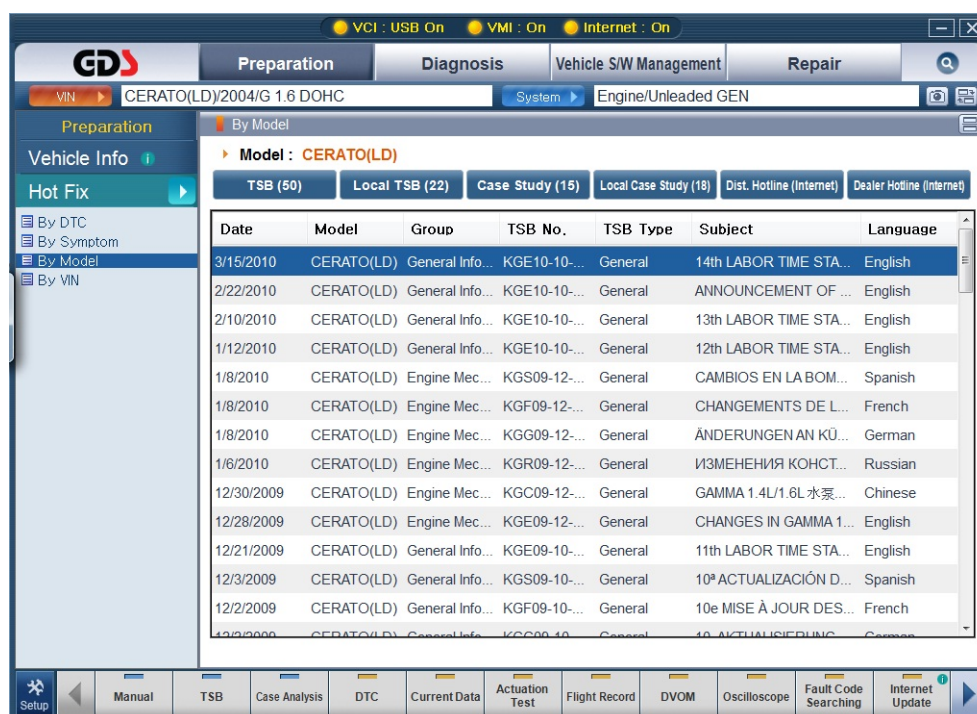 VCI : USB On VMI : On Internet : On
GDS Preparation Diagnosis Vehicle S/W Management Repair
VIN CERATO(LD)/2004/G 1.6 DOHC System Engine/Unleaded GEN
Preparation
Vehicle Info
Hot Fix
By DTC
By Symptom
By Model
By VIN
By Model
Model : CERATO(LD)
TSB (50) Local TSB (22) Case Study (15) Local Case Study (18) Dist. Hotline (Internet) Dealer Hotline (Internet)
Date Model Group TSB No. TSB Type Subject Language
3/15/2010 CERATO(LD) General Info... KGE10-10-... General 14th LABOR TIME STA... English
2/22/2010 CERATO(LD) General Info... KGE10-10-... General ANNOUNCEMENT OF ... English
2/10/2010 CERATO(LD) General Info... KGE10-10-... General 13th LABOR TIME STA... English
1/12/2010 CERATO(LD) General Info... KGE10-10-... General 12th LABOR TIME STA... English
1/8/2010 CERATO(LD) Engine Mec... KGS09-12-... General CAMBIOS EN LA BOM... Spanish
1/8/2010 CERATO(LD) Engine Mec... KGF09-12-... General CHANGEMENTS DE L... French
1/8/2010 CERATO(LD) Engine Mec... KGG09-12-... General ÄNDERUNGEN AN KÜ... German
1/6/2010 CERATO(LD) Engine Mec... KGR09-12-... General ИЗМЕНЕНИЯ КОНСТ... Russian
12/30/2009 CERATO(LD) Engine Mec... KGC09-12-... General GAMMA 1.4L/1.6L 水泵... Chinese
12/28/2009 CERATO(LD) Engine Mec... KGE09-12-... General CHANGES IN GAMMA 1... English
12/21/2009 CERATO(LD) General Info... KGE09-10-... General 11th LABOR TIME STA... English
12/3/2009 CERATO(LD) General Info... KGS09-10-... General 10ª ACTUALIZACIÓN D... Spanish
12/2/2009 CERATO(LD) General Info... KGF09-10-... General 10e MISE À JOUR DES... French
12/2/2009 CERATO(LD) General Info... KGG09-10-... General 10. AKTUALISIERUNG ... German
Setup Manual TSB Case Analysis DTC Current Data Actuation Test Flight Record DVOM Oscilloscope Fault Code Searching Internet Update